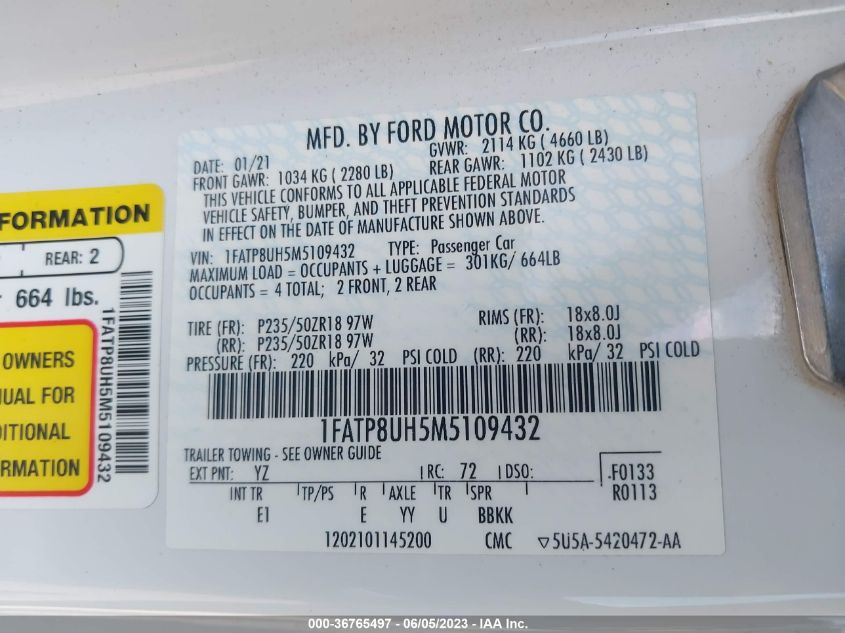 MFD. BY FORD MOTOR CO.
DATE: 01/21 GVWR: 2114 KG ( 4660 LB)
FRONT GAWR: 1034 KG ( 2280 LB) REAR GAWR: 1102 KG ( 2430 LB)
THIS VEHICLE CONFORMS TO ALL APPLICABLE FEDERAL MOTOR
VEHICLE SAFETY, BUMPER, AND THEFT PREVENTION STANDARDS
IN EFFECT ON THE DATE OF MANUFACTURE SHOWN ABOVE.
VIN: 1FATP8UH5M5109432 TYPE: Passenger Car
MAXIMUM LOAD = OCCUPANTS + LUGGAGE = 301KG/ 664LB
OCCUPANTS = 4 TOTAL; 2 FRONT, 2 REAR
TIRE (FR): P235/50ZR18 97W RIMS (FR): 18x8.0J
(RR): P235/50ZR18 97W (RR): 18x8.0J
PRESSURE (FR): 220 kPa/ 32 PSI COLD (RR): 220 kPa/ 32 PSI COLD
1FATP8UH5M5109432
TRAILER TOWING - SEE OWNER GUIDE
EXT PNT: YZ RC: 72 DSO: F0133
R0113
INT TR TP/PS R AXLE TR SPR
E1 E YY U BBKK
1202101145200 CMC ▽5U5A-5420472-AA
FORMATION
REAR: 2
664 lbs.
OWNERS
UAL FOR
DITIONAL
RMATION
1FATP8UH5M5109432
000-36765497 - 06/05/2023 - IAA Inc.